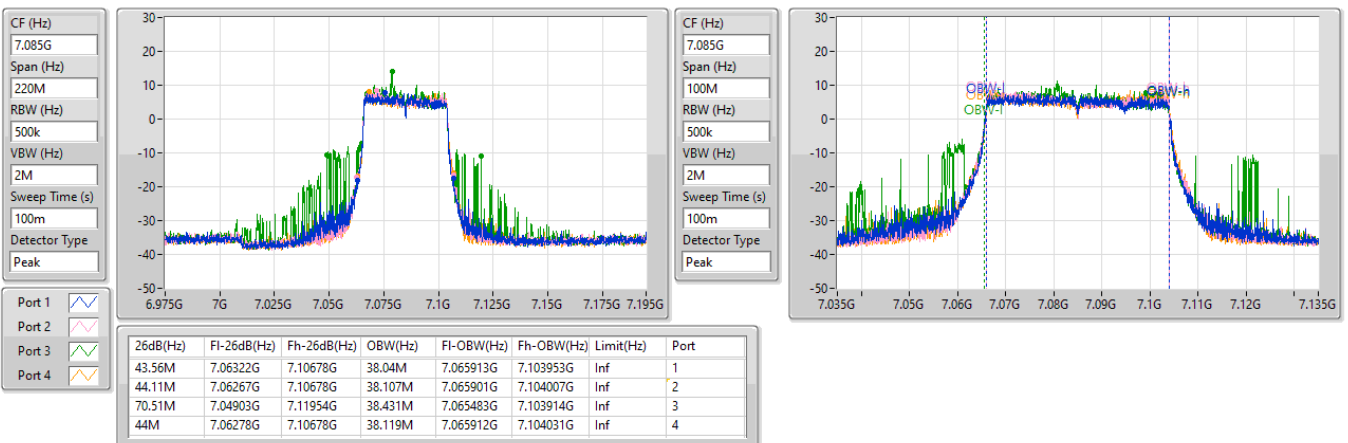 CF (Hz)
7.085G
Span (Hz)
220M
RBW (Hz)
500k
VBW (Hz)
2M
Sweep Time (s)
100m
Detector Type
Peak
30
20
10
0
-10
-20
-30
-40
-50
6.975G 7G 7.025G 7.05G 7.075G 7.1G 7.125G 7.15G 7.175G 7.195G
CF (Hz)
7.085G
Span (Hz)
100M
RBW (Hz)
500k
VBW (Hz)
2M
Sweep Time (s)
100m
Detector Type
Peak
30
20
10
0
-10
-20
-30
-40
-50
OBW-l
OBW-h
OBW-l
7.035G 7.05G 7.06G 7.07G 7.08G 7.09G 7.1G 7.11G 7.12G 7.135G
Port 1
Port 2
Port 3
Port 4
26dB(Hz) Fl-26dB(Hz) Fh-26dB(Hz) OBW(Hz) Fl-OBW(Hz) Fh-OBW(Hz) Limit(Hz) Port
43.56M 7.06322G 7.10678G 38.04M 7.065913G 7.103953G Inf 1
44.11M 7.06267G 7.10678G 38.107M 7.065901G 7.104007G Inf 2
70.51M 7.04903G 7.11954G 38.431M 7.065483G 7.103914G Inf 3
44M 7.06278G 7.10678G 38.119M 7.065912G 7.104031G Inf 4